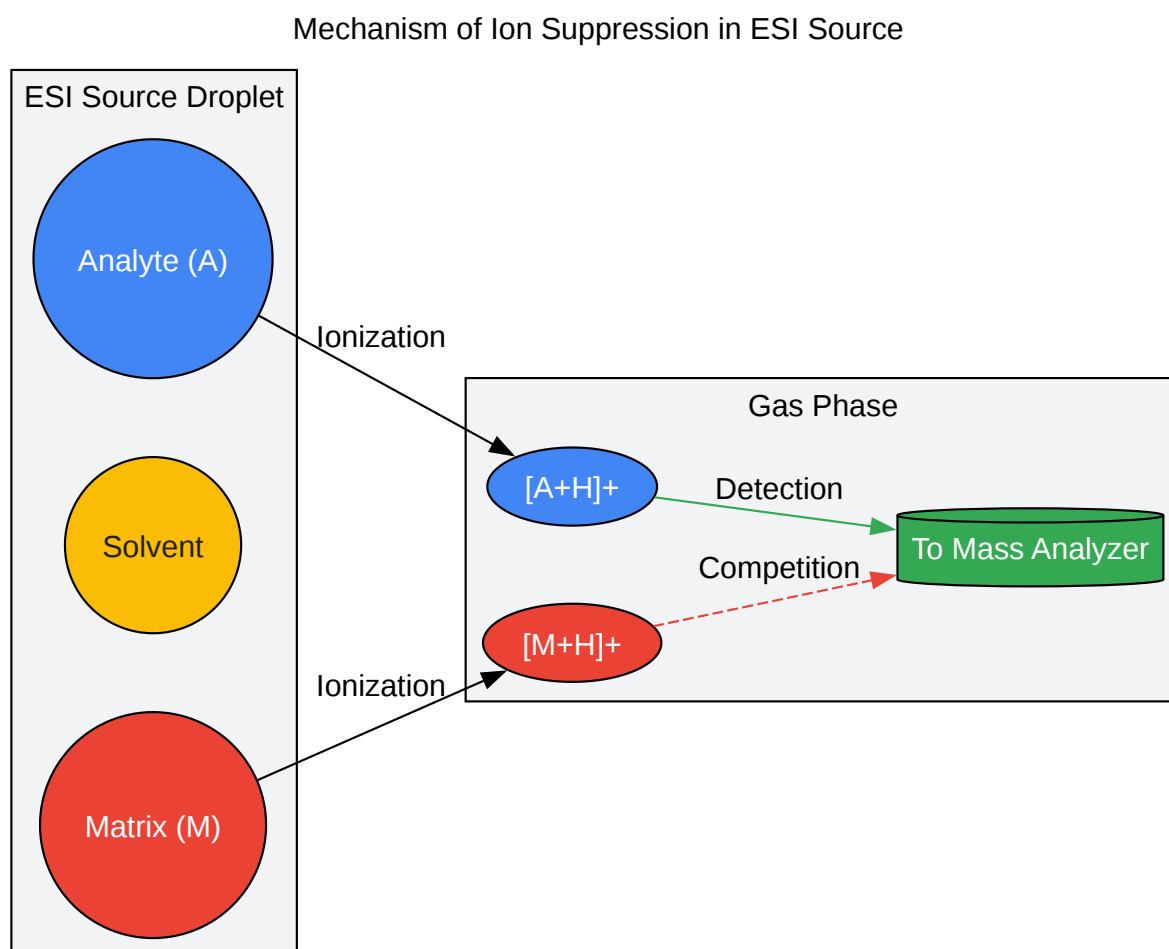 Mechanism of Ion Suppression in ESI Source
ESI Source Droplet
Analyte (A)
Ionization
Solvent
Ionization
Matrix (M)
Gas Phase
[A+H]+
Detection
To Mass Analyzer
Competition
[M+H]+